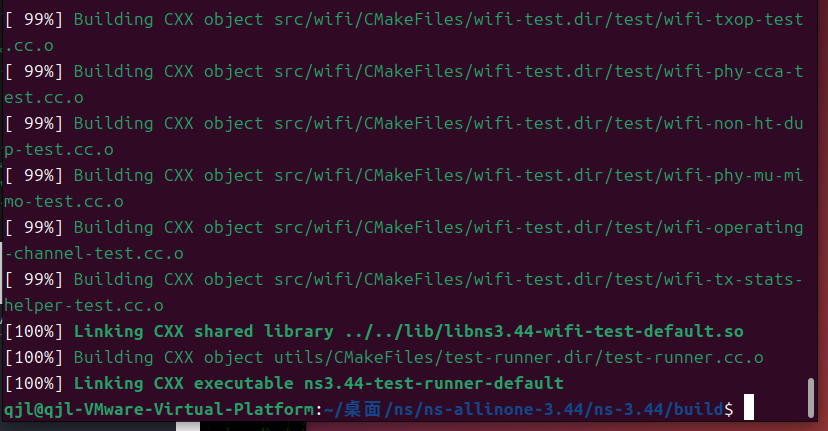 [ 99%] Building CXX object src/wifi/CMakeFiles/wifi-test.dir/test/wifi-txop-test
.cc.o
[ 99%] Building CXX object src/wifi/CMakeFiles/wifi-test.dir/test/wifi-phy-cca-t
est.cc.o
[ 99%] Building CXX object src/wifi/CMakeFiles/wifi-test.dir/test/wifi-non-ht-du
p-test.cc.o
[ 99%] Building CXX object src/wifi/CMakeFiles/wifi-test.dir/test/wifi-phy-mu-mi
mo-test.cc.o
[ 99%] Building CXX object src/wifi/CMakeFiles/wifi-test.dir/test/wifi-operating
-channel-test.cc.o
[ 99%] Building CXX object src/wifi/CMakeFiles/wifi-test.dir/test/wifi-tx-stats-
helper-test.cc.o
[100%] Linking CXX shared library ../../lib/libns3.44-wifi-test-default.so
[100%] Building CXX object utils/CMakeFiles/test-runner.dir/test-runner.cc.o
[100%] Linking CXX executable ns3.44-test-runner-default
qjl@qjl-VMware-Virtual-Platform:~/桌面/ns/ns-allinone-3.44/ns-3.44/build$